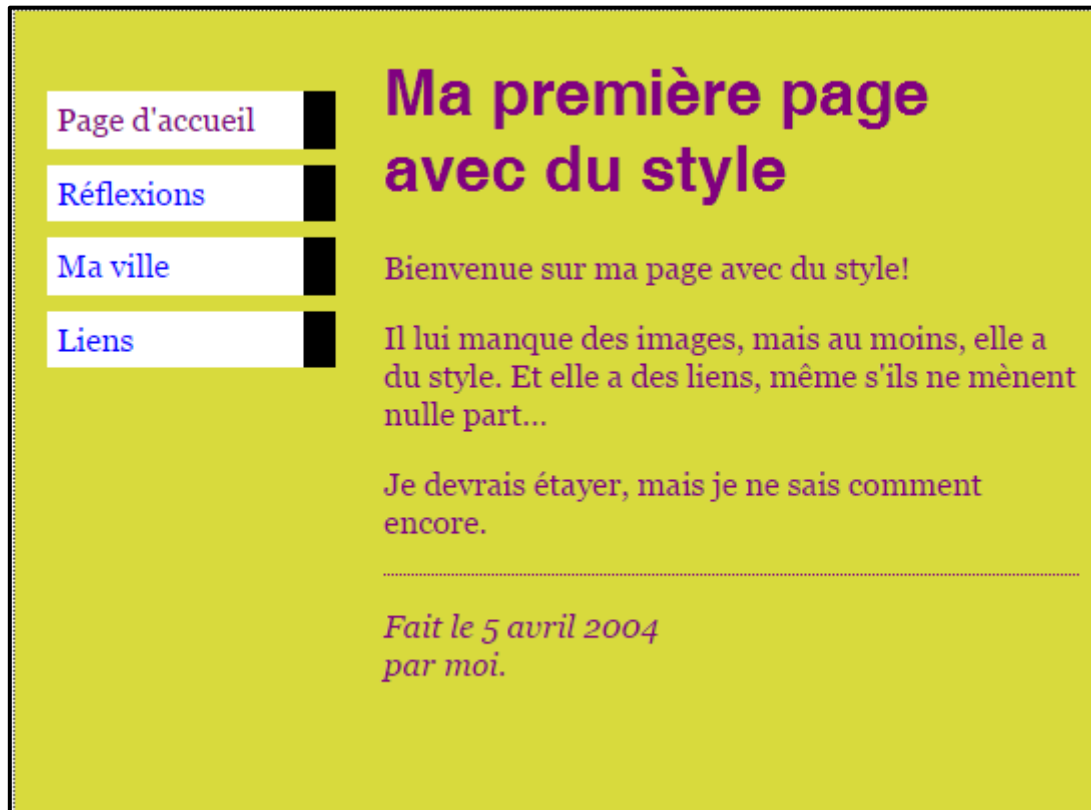 Page d'accueil
Réflexions
Ma ville
Liens
Ma première page
avec du style
Bienvenue sur ma page avec du style!
Il lui manque des images, mais au moins, elle a
du style. Et elle a des liens, même s'ils ne mènent
nulle part...
Je devrais étayer, mais je ne sais comment
encore.
Fait le 5 avril 2004
par moi.